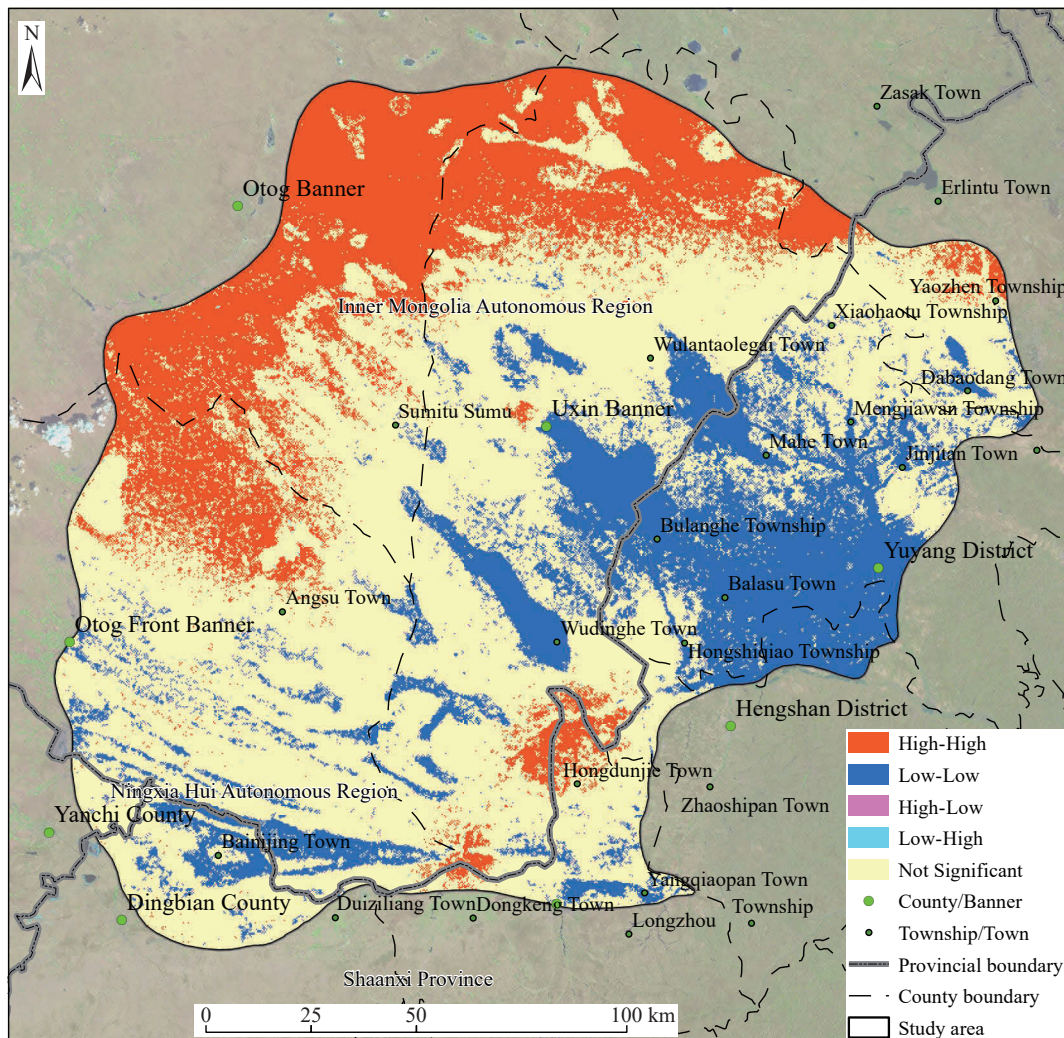 N
Zasak Town
Otog Banner
Erlintu Town
Yaozhen Township
Inner Mongolia Autonomous Region
Xiaohaotu Township
Wulantaolegai Town
Dabaodang Town
Sumitu Sumu
Uxin Banner
Mengjiawan Township
Mahe Town
Jinjitan Town
Bulanghe Township
Yuyang District
Balasu Town
Angsu Town
Otog Front Banner
Wudinghe Town
Hongshiqiao Township
Hengshan District
High-High
Low-Low
High-Low
Low-High
Not Significant
County/Banner
Township/Town
Provincial boundary
County boundary
Study area
Hongdunjie Town
Ningxia Hui Autonomous Region
Zhaoshipan Town
Yanchi County
Bainijing Town
Yangqiaopan Town
Dingbian County
Duiziliang Town
Dongkeng Town
Longzhou
Township
Shaanxi Province
0 25 50 100 km